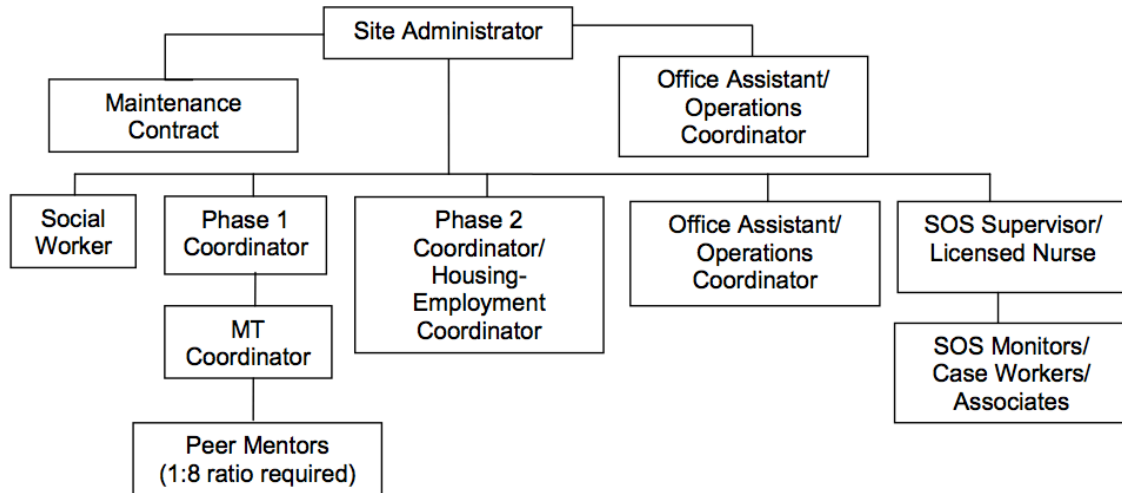 Site Administrator
Maintenance
Contract
Office Assistant/
Operations
Coordinator
Social
Worker
Phase 1
Coordinator
Phase 2
Coordinator/
Housing-
Employment
Coordinator
Office Assistant/
Operations
Coordinator
SOS Supervisor/
Licensed Nurse
MT
Coordinator
SOS Monitors/
Case Workers/
Associates
Peer Mentors
(1:8 ratio required)